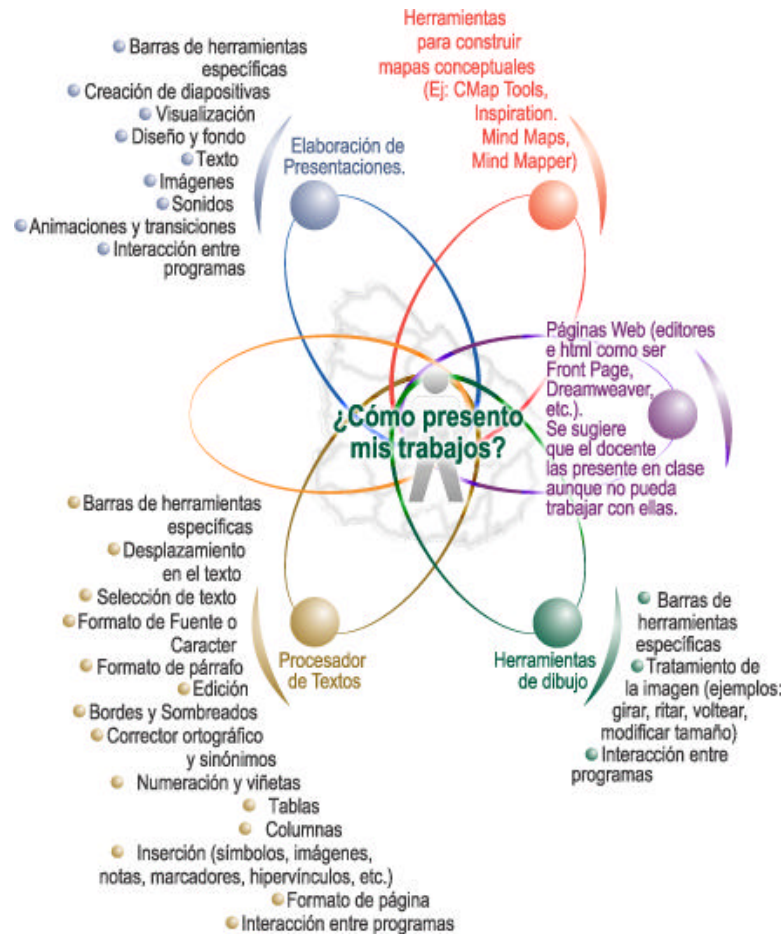 Barras de herramientas
específicas
Creación de diapositivas
Visualización
Diseño y fondo
Texto
Imágenes
Sonidos
Animaciones y transiciones
Interacción entre
programas
Elaboración de
Presentaciones.
Herramientas
para construir
mapas conceptuales
(Ej: CMap Tools,
Inspiration.
Mind Maps,
Mind Mapper)
Páginas Web (editores
e html como ser
Front Page,
Dreamweaver,
etc.).
Se sugiere
que el docente
las presente en clase
aunque no pueda
trabajar con ellas.
¿Cómo presento
mis trabajos?
Barras de herramientas
específicas
Desplazamiento
en el texto
Selección de texto
Formato de Fuente o
Caracter
Formato de párrafo
Edición
Bordes y Sombreados
Corrector ortográfico
y sinónimos
Numeración y viñetas
Tablas
Columnas
Inserción (símbolos, imágenes,
notas, marcadores, hipervínculos, etc.)
Formato de página
Interacción entre programas
Procesador
de Textos
Herramientas
de dibujo
Barras de
herramientas
específicas
Tratamiento de
la imagen (ejemplos:
girar, ritar, voltear,
modificar tamaño)
Interacción entre
programas